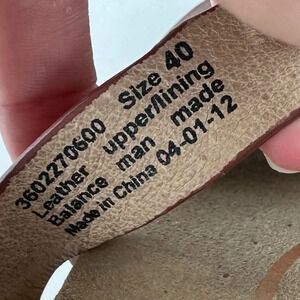 3602270600 Size 40
Leather upper/lining
Balance man made
Made in China 04-01-12